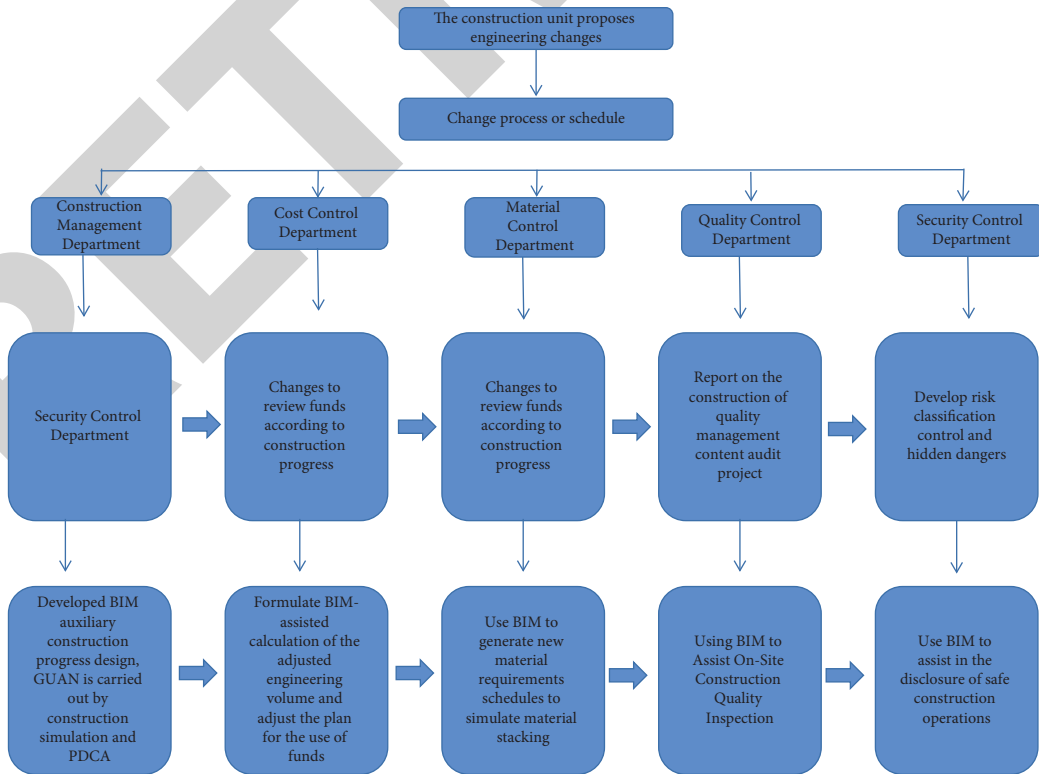 The construction unit proposes
engineering changes
Change process or schedule
Construction
Management
Department
Cost Control
Department
Material
Control
Department
Quality Control
Department
Security Control
Department
Security Control
Department
Changes to
review funds
according to
construction
progress
Changes to
review funds
according to
construction
progress
Report on the
construction of
quality
management
content audit
project
Develop risk
classification
control and
hidden dangers
Developed BIM
auxiliary
construction
progress design,
GUAN is carried
out by
construction
simulation and
PDCA
Formulate BIM-
assisted
calculation of the
adjusted
engineering
volume and
adjust the plan
for the use of
funds
Use BIM to
generate new
material
requirements
schedules to
simulate material
stacking
Using BIM to
Assist On-Site
Construction
Quality
Inspection
Use BIM to
assist in the
disclosure of safe
construction
operations